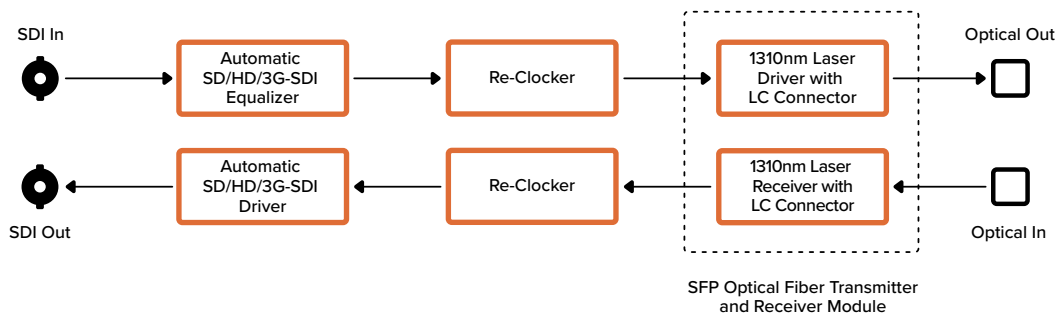 SDI In
Automatic
SD/HD/3G-SDI
Equalizer
Re-Clocker
1310nm Laser
Driver with
LC Connector
Optical Out
SDI Out
Automatic
SD/HD/3G-SDI
Driver
Re-Clocker
1310nm Laser
Receiver with
LC Connector
Optical In
SFP Optical Fiber Transmitter
and Receiver Module